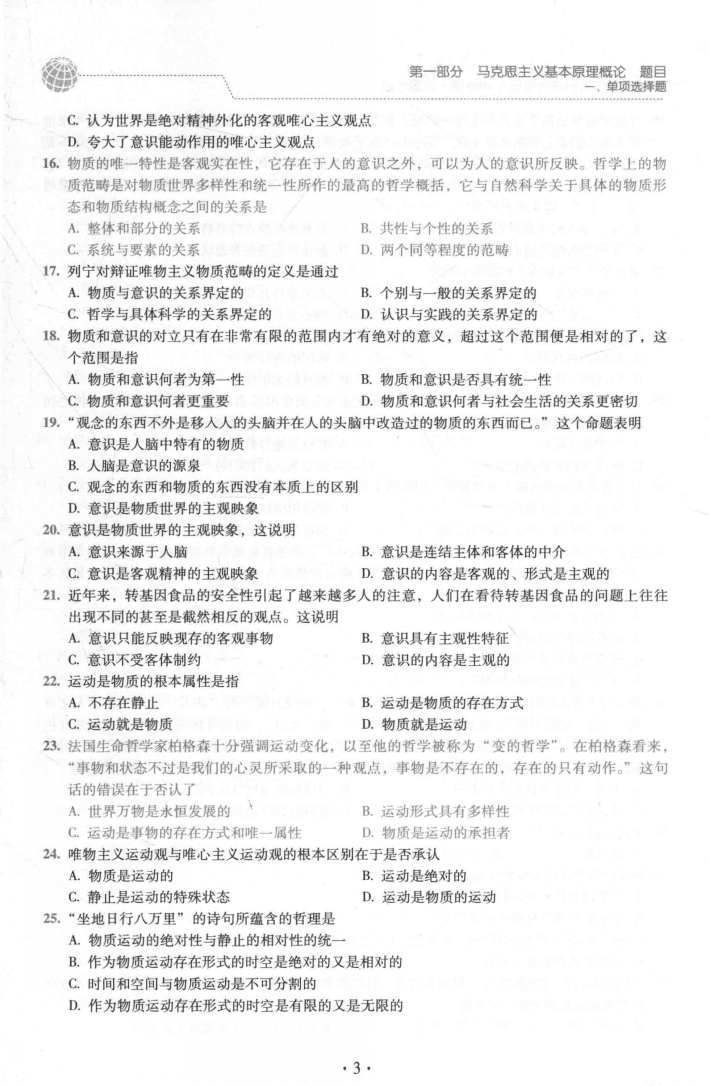 第一部分 马克思主义基本原理概论 题目
一、单项选择题
C. 认为世界是绝对精神外化的客观唯心主义观点
D. 夸大了意识能动作用的唯心主义观点
16. 物质的唯一特性是客观实在性，它存在于人的意识之外，可以为人的意识所反映。哲学上的物
质范畴是对物质世界多样性和统一性所作的最高的哲学概括，它与自然科学关于具体的物质形
态和物质结构概念之间的关系是
A. 整体和部分的关系 B. 共性与个性的关系
C. 系统与要素的关系 D. 两个同等程度的范畴
17. 列宁对辩证唯物主义物质范畴的定义是通过
A. 物质与意识的关系界定的 B. 个别与一般的关系界定的
C. 哲学与具体科学的关系界定的 D. 认识与实践的关系界定的
18. 物质和意识的对立只有在非常有限的范围内才有绝对的意义，超过这个范围便是相对的了，这
个范围是指
A. 物质和意识何者为第一性 B. 物质和意识是否具有统一性
C. 物质和意识何者更重要 D. 物质和意识何者与社会生活的关系更密切
19. “观念的东西不外是移入人的头脑并在人的头脑中改造过的物质的东西而已。”这个命题表明
A. 意识是人脑中特有的物质
B. 人脑是意识的源泉
C. 观念的东西和物质的东西没有本质上的区别
D. 意识是物质世界的主观映象
20. 意识是物质世界的主观映象，这说明
A. 意识来源于人脑 B. 意识是连结主体和客体的中介
C. 意识是客观精神的主观映象 D. 意识的内容是客观的、形式是主观的
21. 近年来，转基因食品的安全性引起了越来越多人的注意，人们在看待转基因食品的问题上往往
出现不同的甚至是截然相反的观点。这说明
A. 意识只能反映现存的客观事物 B. 意识具有主观性特征
C. 意识不受客体制约 D. 意识的内容是主观的
22. 运动是物质的根本属性是指
A. 不存在静止 B. 运动是物质的存在方式
C. 运动就是物质 D. 物质就是运动
23. 法国生命哲学家柏格森十分强调运动变化，以至他的哲学被称为“变的哲学”。在柏格森看来，
“事物和状态不过是我们的心灵所采取的一种观点，事物是不存在的，存在的只有动作。”这句
话的错误在于否认了
A. 世界万物是永恒发展的 B. 运动形式具有多样性
C. 运动是事物的存在方式和唯一属性 D. 物质是运动的承担者
24. 唯物主义运动观与唯心主义运动观的根本区别在于是否承认
A. 物质是运动的 B. 运动是绝对的
C. 静止是运动的特殊状态 D. 运动是物质的运动
25. “坐地日行八万里”的诗句所蕴含的哲理是
A. 物质运动的绝对性与静止的相对性的统一
B. 作为物质运动存在形式的时空是绝对的又是相对的
C. 时间和空间与物质运动是不可分割的
D. 作为物质运动存在形式的时空是有限的又是无限的
· 3 ·